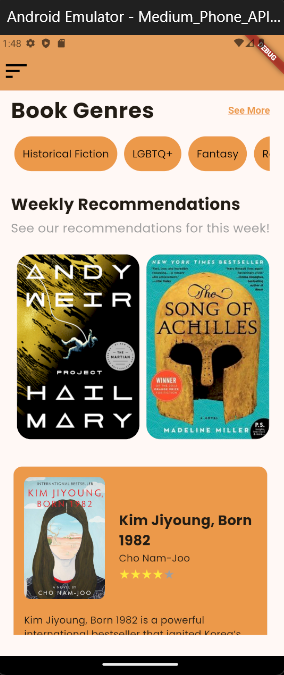 Android Emulator - Medium_Phone_API...
1:48
DEBUG
Book Genres
See More
Historical Fiction
LGBTQ+
Fantasy
R
Weekly Recommendations
See our recommendations for this week!
ANDY
WEIR
THE MARTIAN
PROJECT
HAIL
MARY
NEW YORK TIMES BESTSELLER
The
SONG OF
ACHILLES
WINNER
A NOVEL
MADELINE MILLER
P.S.
INTERNATIONAL BESTSELLER
KIM JIYOUNG,
BORN 1982
A NOVEL BY
CHO NAM-JOO
Kim Jiyoung, Born
1982
Cho Nam-Joo
Kim Jiyoung, Born 1982 is a powerful
international bestseller that ignited Korea's